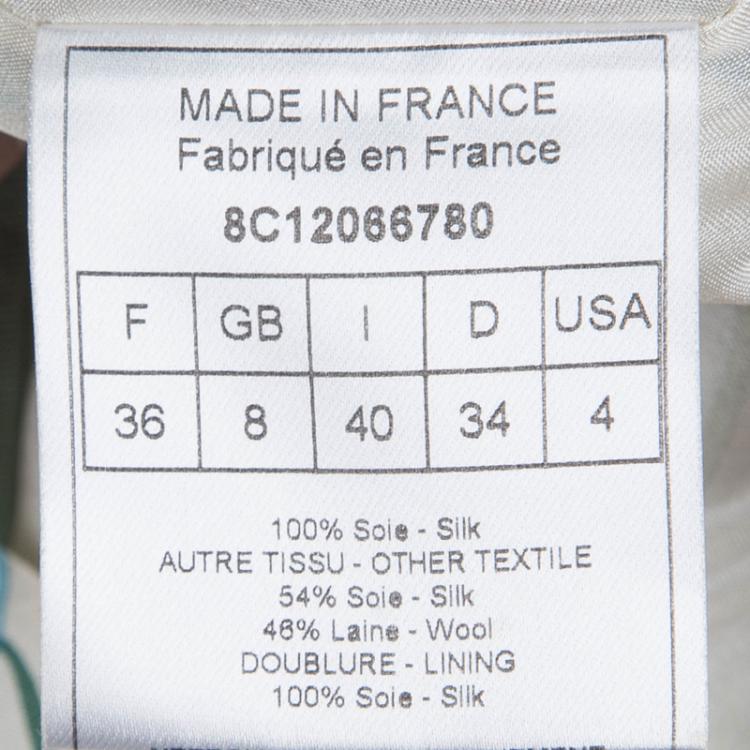 MADE IN FRANCE
Fabriqué en France
8C12066780
F GB I D USA
36 8 40 34 4
100% Soie - Silk
AUTRE TISSU - OTHER TEXTILE
54% Soie - Silk
46% Laine - Wool
DOUBLURE - LINING
100% Soie - Silk